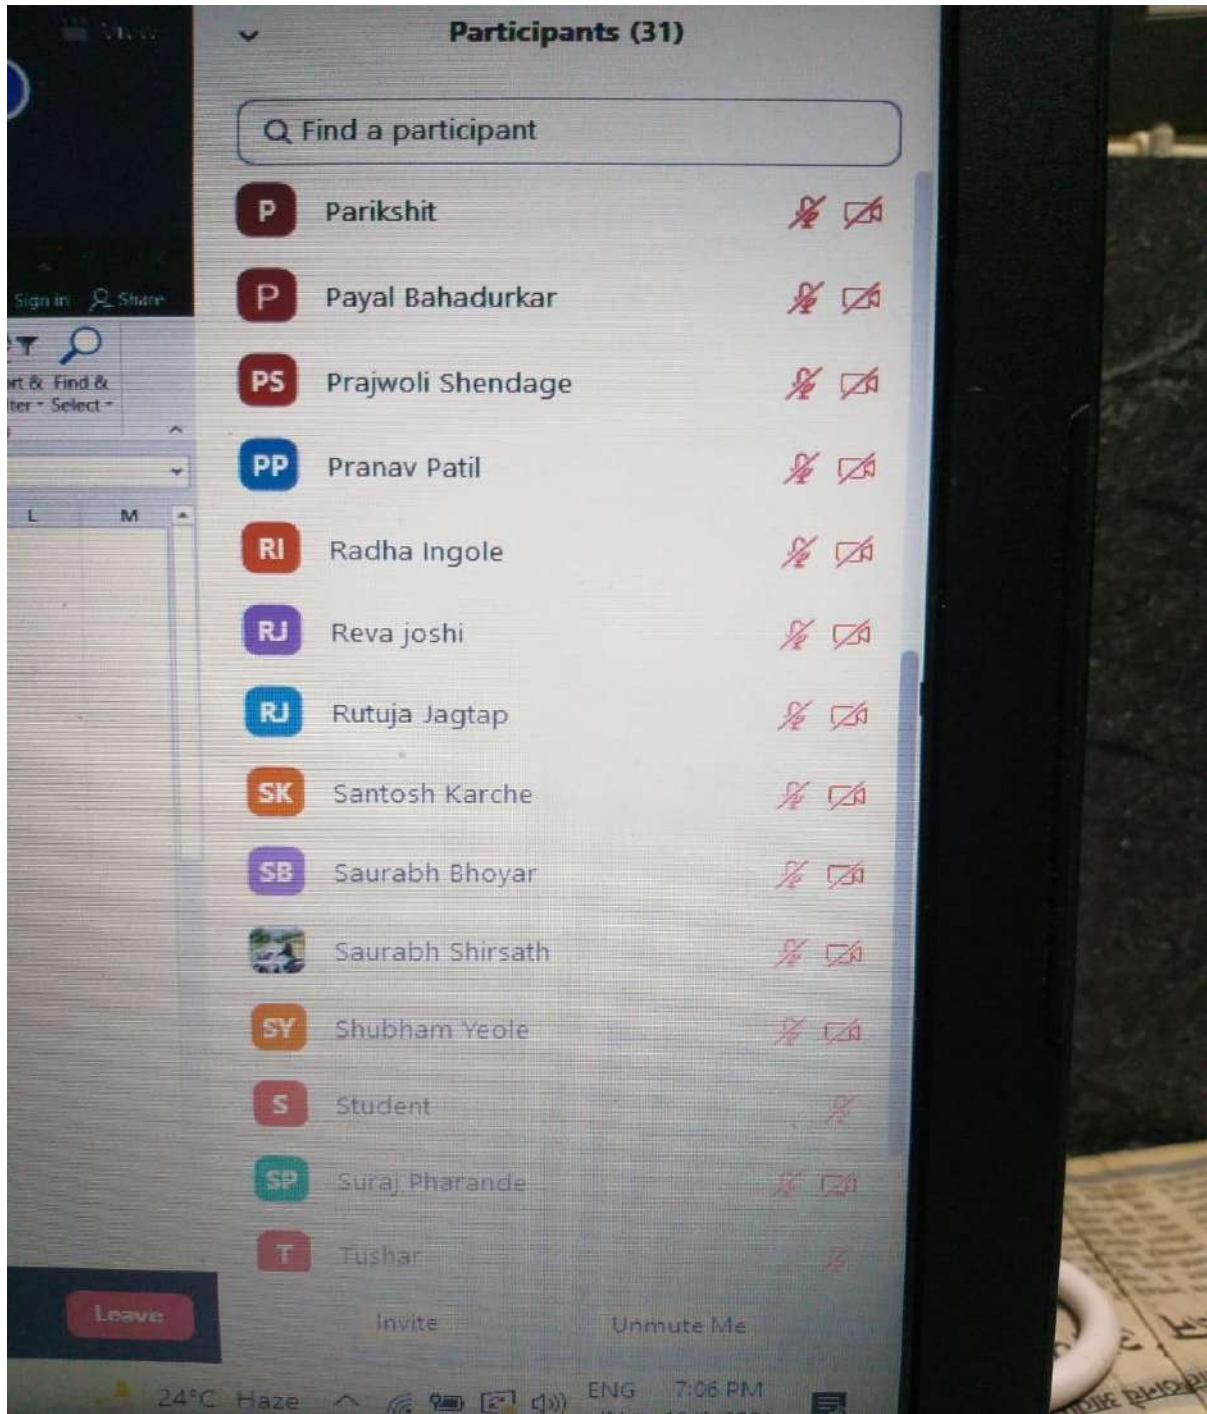 View
Participants (31)
Find a participant
P Parikshit
Sign in Share
P Payal Bahadurkar
Find &
Select
PS Prajwoli Shendage
PP Pranav Patil
L M
RI Radha Ingole
RJ Reva joshi
RJ Rutuja Jagtap
SK Santosh Karche
SB Saurabh Bhoyar
Saurabh Shirsath
SY Shubham Yeole
S Student
SP Suraj Pharande
T Tushar
Leave
Invite Unmute Me
24°C Haze ENG 7:06 PM